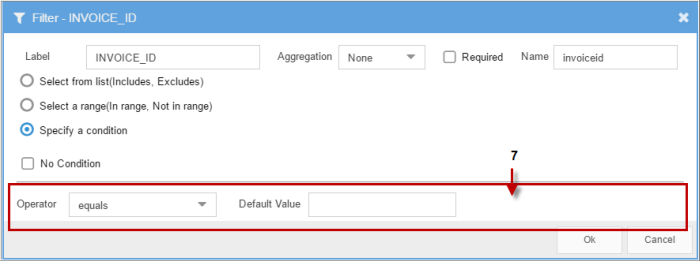 Filter - INVOICE_ID
Label INVOICE_ID Aggregation None Required Name invoiceid
Select from list(Includes, Excludes)
Select a range(In range, Not in range)
Specify a condition
No Condition
7
Operator equals Default Value
Ok Cancel